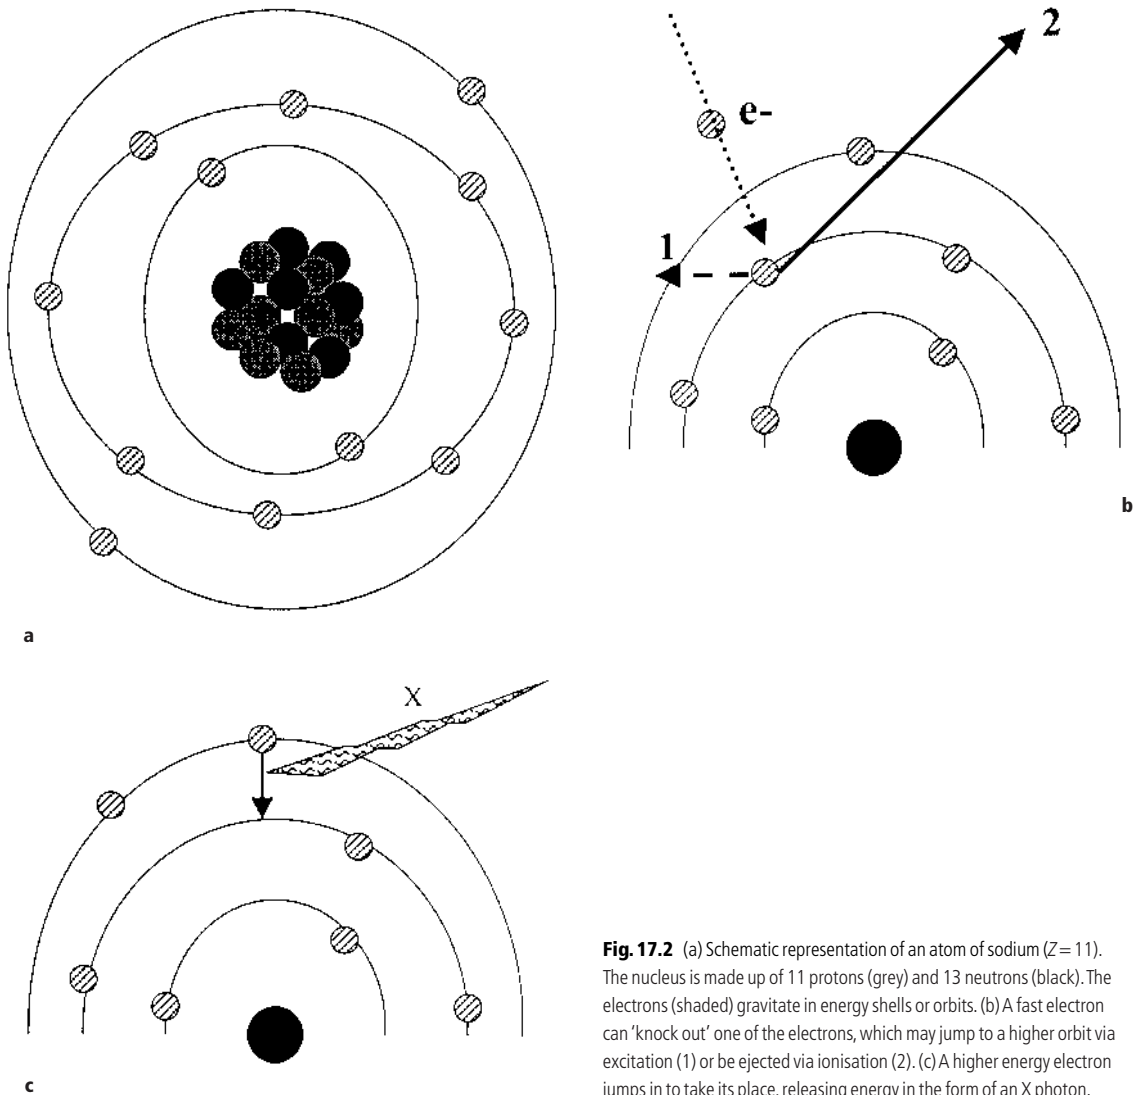 2
e-
1
b
a
X
c
Fig. 17.2 (a) Schematic representation of an atom of sodium (Z = 11).
The nucleus is made up of 11 protons (grey) and 13 neutrons (black). The
electrons (shaded) gravitate in energy shells or orbits. (b) A fast electron
can ‘knock out’ one of the electrons, which may jump to a higher orbit via
excitation (1) or be ejected via ionisation (2). (c) A higher energy electron
jumps in to take its place, releasing energy in the form of an X photon.